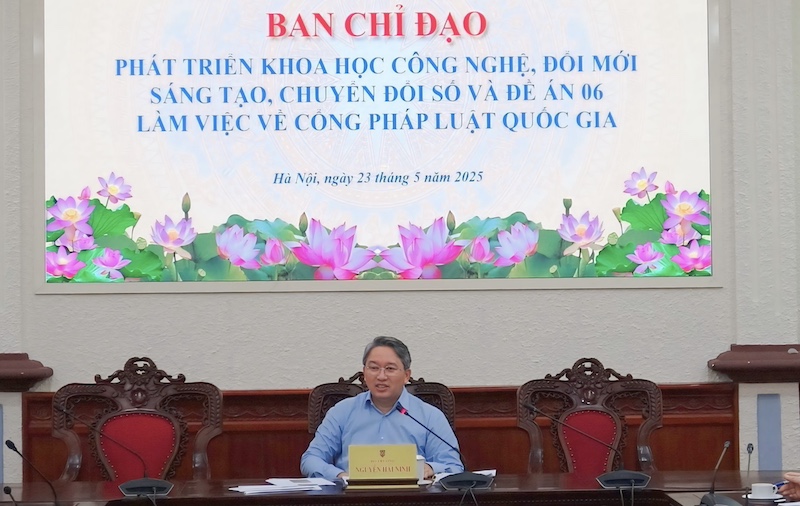 BAN CHỈ ĐẠO
PHÁT TRIỂN KHOA HỌC CÔNG NGHỆ, ĐỔI MỚI
SÁNG TẠO, CHUYỂN ĐỔI SỐ VÀ ĐỀ ÁN 06
LÀM VIỆC VỀ CỔNG PHÁP LUẬT QUỐC GIA
Hà Nội, ngày 23 tháng 5 năm 2025
NGUYỄN HẢI NINH